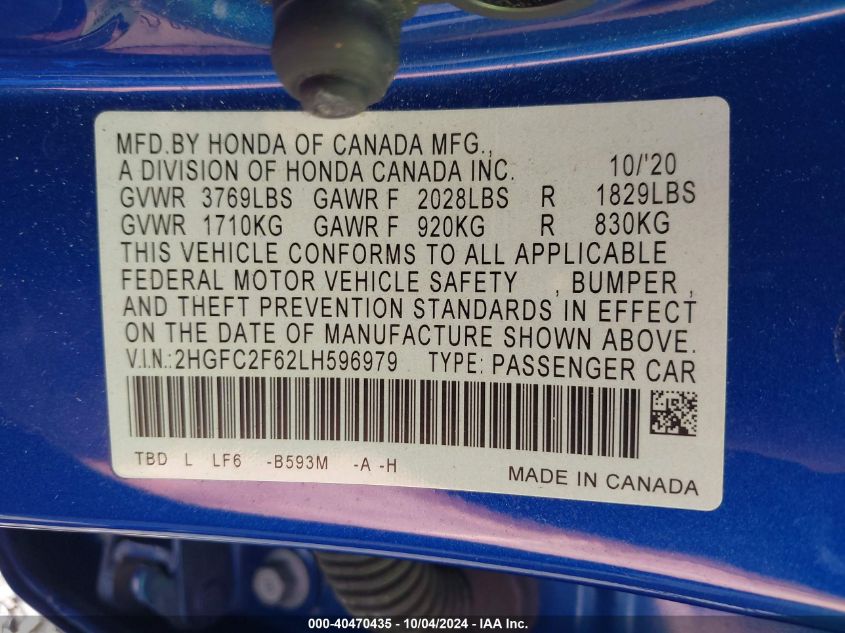 MFD.BY HONDA OF CANADA MFG.,
A DIVISION OF HONDA CANADA INC. 10/'20
GVWR 3769LBS GAWR F 2028LBS R 1829LBS
GVWR 1710KG GAWR F 920KG R 830KG
THIS VEHICLE CONFORMS TO ALL APPLICABLE
FEDERAL MOTOR VEHICLE SAFETY , BUMPER ,
AND THEFT PREVENTION STANDARDS IN EFFECT
ON THE DATE OF MANUFACTURE SHOWN ABOVE.
V.I.N.:2HGFC2F62LH596979 TYPE: PASSENGER CAR
TBD L LF6 -B593M -A -H
MADE IN CANADA
000-40470435 - 10/04/2024 - IAA Inc.